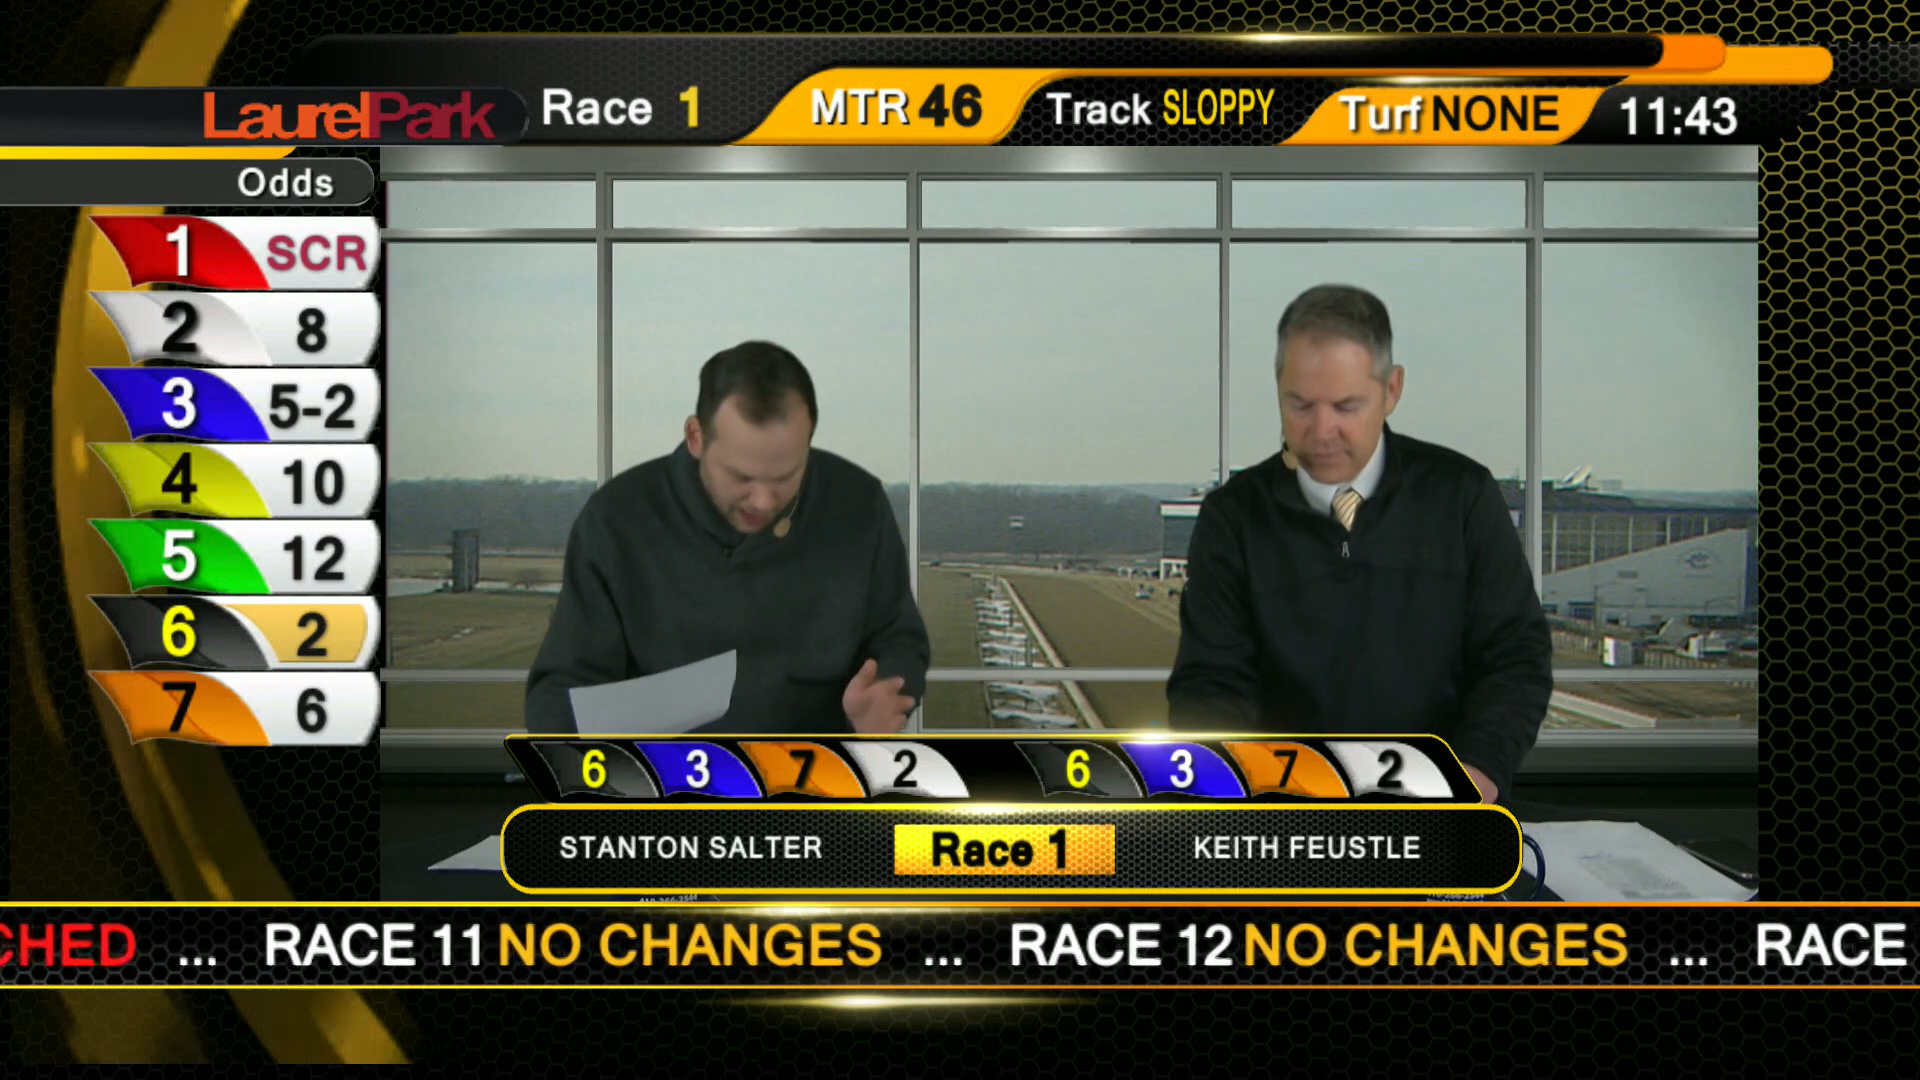 LaurelPark Race 1 MTR 46 Track SLOPPY Turf NONE 11:43
Odds
1 SCR
2 8
3 5-2
4 10
5 12
6 2
7 6
6 3 7 2 6 3 7 2
STANTON SALTER Race 1 KEITH FEUSTLE
CHED ... RACE 11 NO CHANGES ... RACE 12 NO CHANGES ... RACE